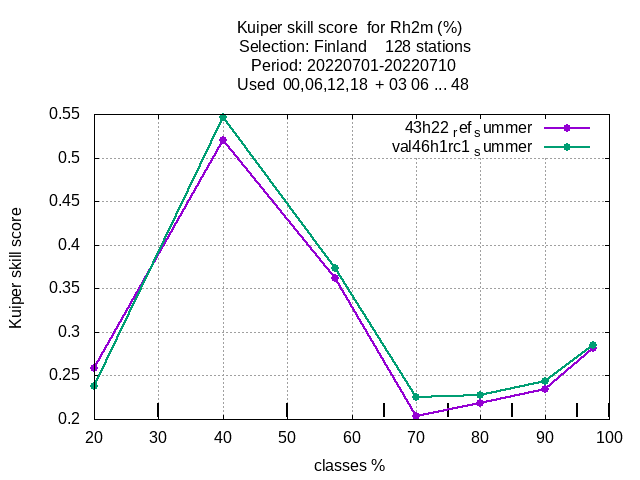 Kuiper skill score for Rh2m (%)
Selection: Finland 128 stations
Period: 20220701-20220710
Used 00,06,12,18 + 03 06 ... 48
43h22 ref summer
val46h1rc1 summer
0.55
0.5
0.45
0.4
0.35
0.3
0.25
0.2
Kuiper skill score
20 30 40 50 60 70 80 90 100
classes %